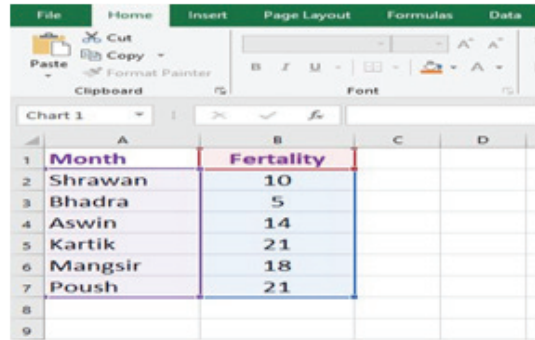 File Home Insert Page Layout Formulas Data
Cut
Copy
Paste
Format Painter
B I U A A A
Clipboard Font
Chart 1 fx
A B C D
1 Month Fertality
2 Shrawan 10
3 Bhadra 5
4 Aswin 14
5 Kartik 21
6 Mangsir 18
7 Poush 21
8
9